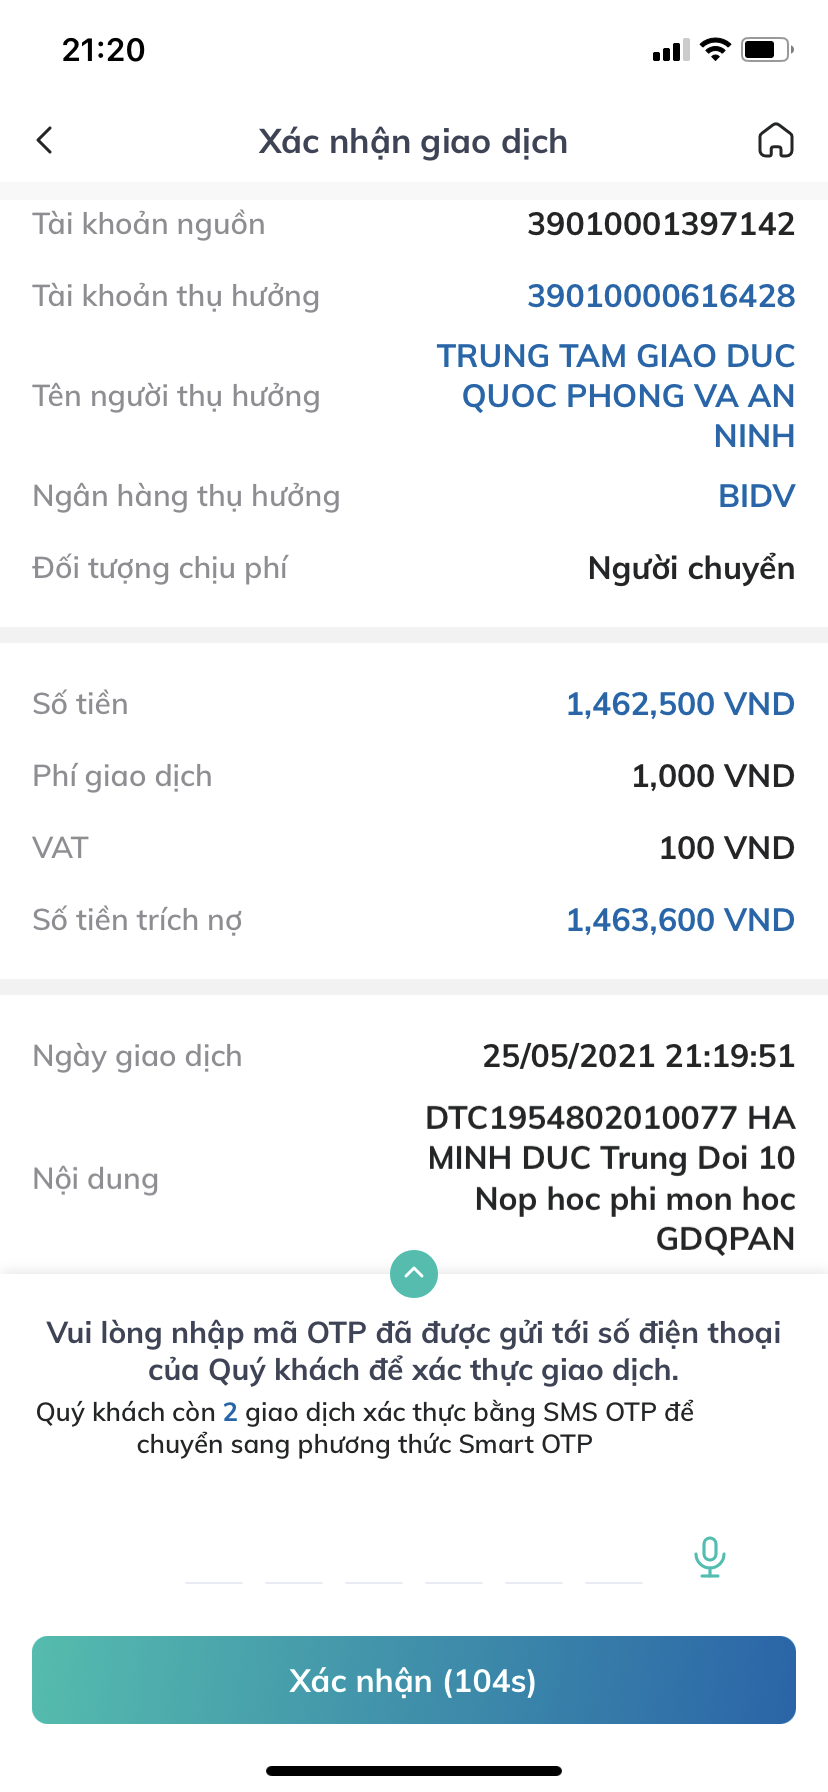 21:20
Xác nhận giao dịch
Tài khoản nguồn 39010001397142
Tài khoản thụ hưởng 39010000616428
Tên người thụ hưởng TRUNG TAM GIAO DUC
QUOC PHONG VA AN
NINH
Ngân hàng thụ hưởng BIDV
Đối tượng chịu phí Người chuyển
Số tiền 1,462,500 VND
Phí giao dịch 1,000 VND
VAT 100 VND
Số tiền trích nợ 1,463,600 VND
Ngày giao dịch 25/05/2021 21:19:51
Nội dung DTC1954802010077 HA
MINH DUC Trung Doi 10
Nop hoc phi mon hoc
GDQPAN
Vui lòng nhập mã OTP đã được gửi tới số điện thoại
của Quý khách để xác thực giao dịch.
Quý khách còn 2 giao dịch xác thực bằng SMS OTP để
chuyển sang phương thức Smart OTP
Xác nhận (104s)